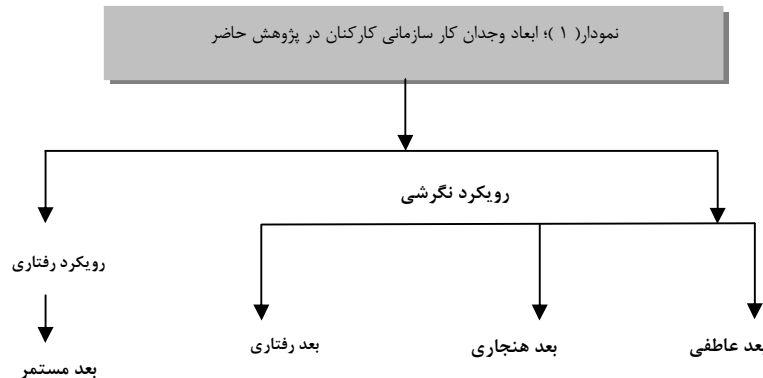 نمودار( ۱ )؛ ابعاد وجدان کار سازمانی کارکنان در پژوهش حاضر
رویکرد نگرشی
رویکرد رفتاری
بعد عاطفی
بعد هنجاری
بعد رفتاری
بعد مستمر